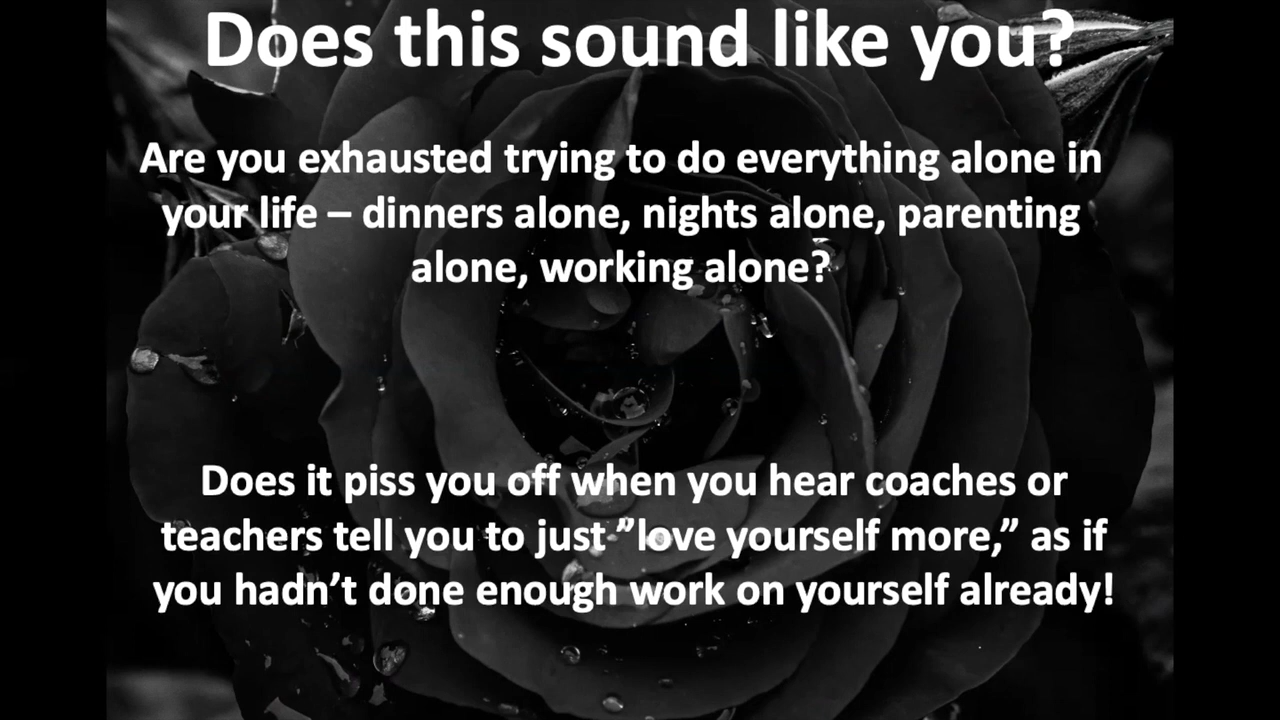 Does this sound like you?
Are you exhausted trying to do everything alone in
your life – dinners alone, nights alone, parenting
alone, working alone?
Does it piss you off when you hear coaches or
teachers tell you to just ”love yourself more,” as if
you hadn’t done enough work on yourself already!